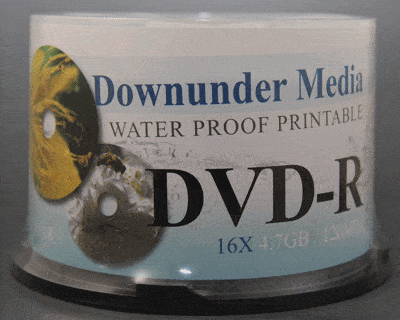 Downunder Media
WATER PROOF PRINTABLE
DVD-R
16X 4.7GB